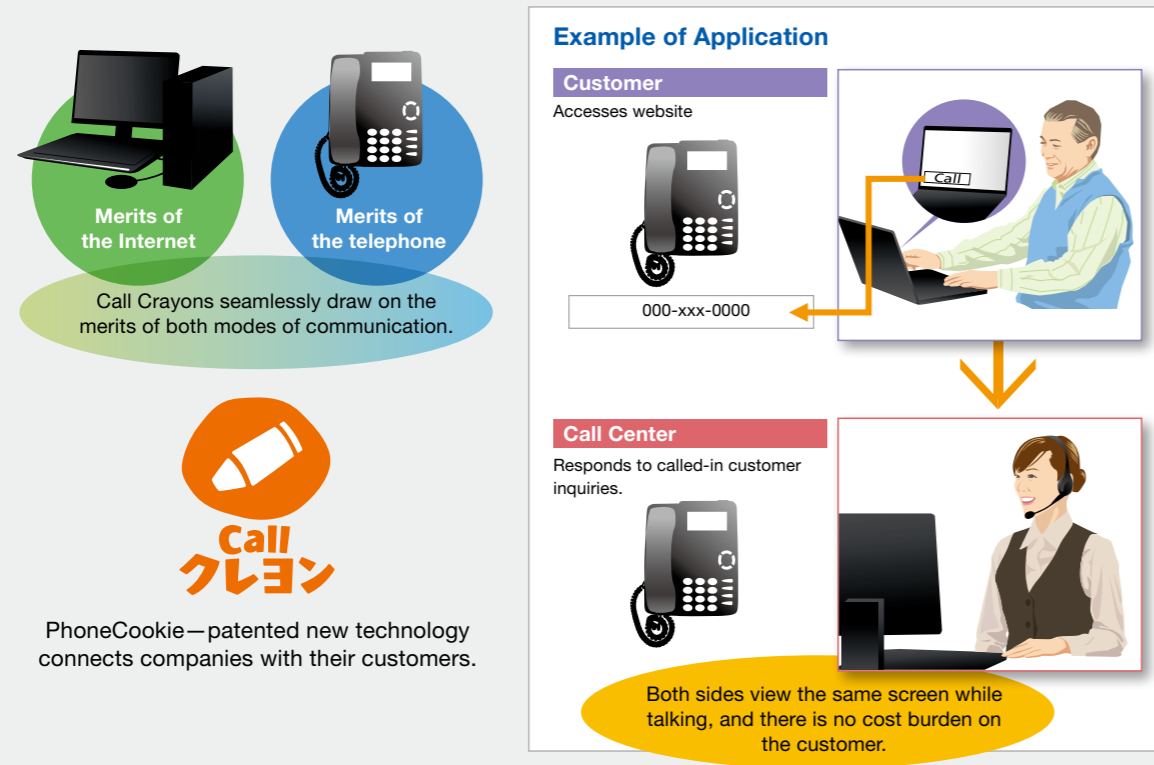 Merits of
the Internet
Merits of
the telephone
Call Crayons seamlessly draw on the
merits of both modes of communication.
Call
クレヨン
PhoneCookie—patented new technology
connects companies with their customers.
Example of Application
Customer
Accesses website
Call
000-xxx-0000
Call Center
Responds to called-in customer
inquiries.
Both sides view the same screen while
talking, and there is no cost burden on
the customer.